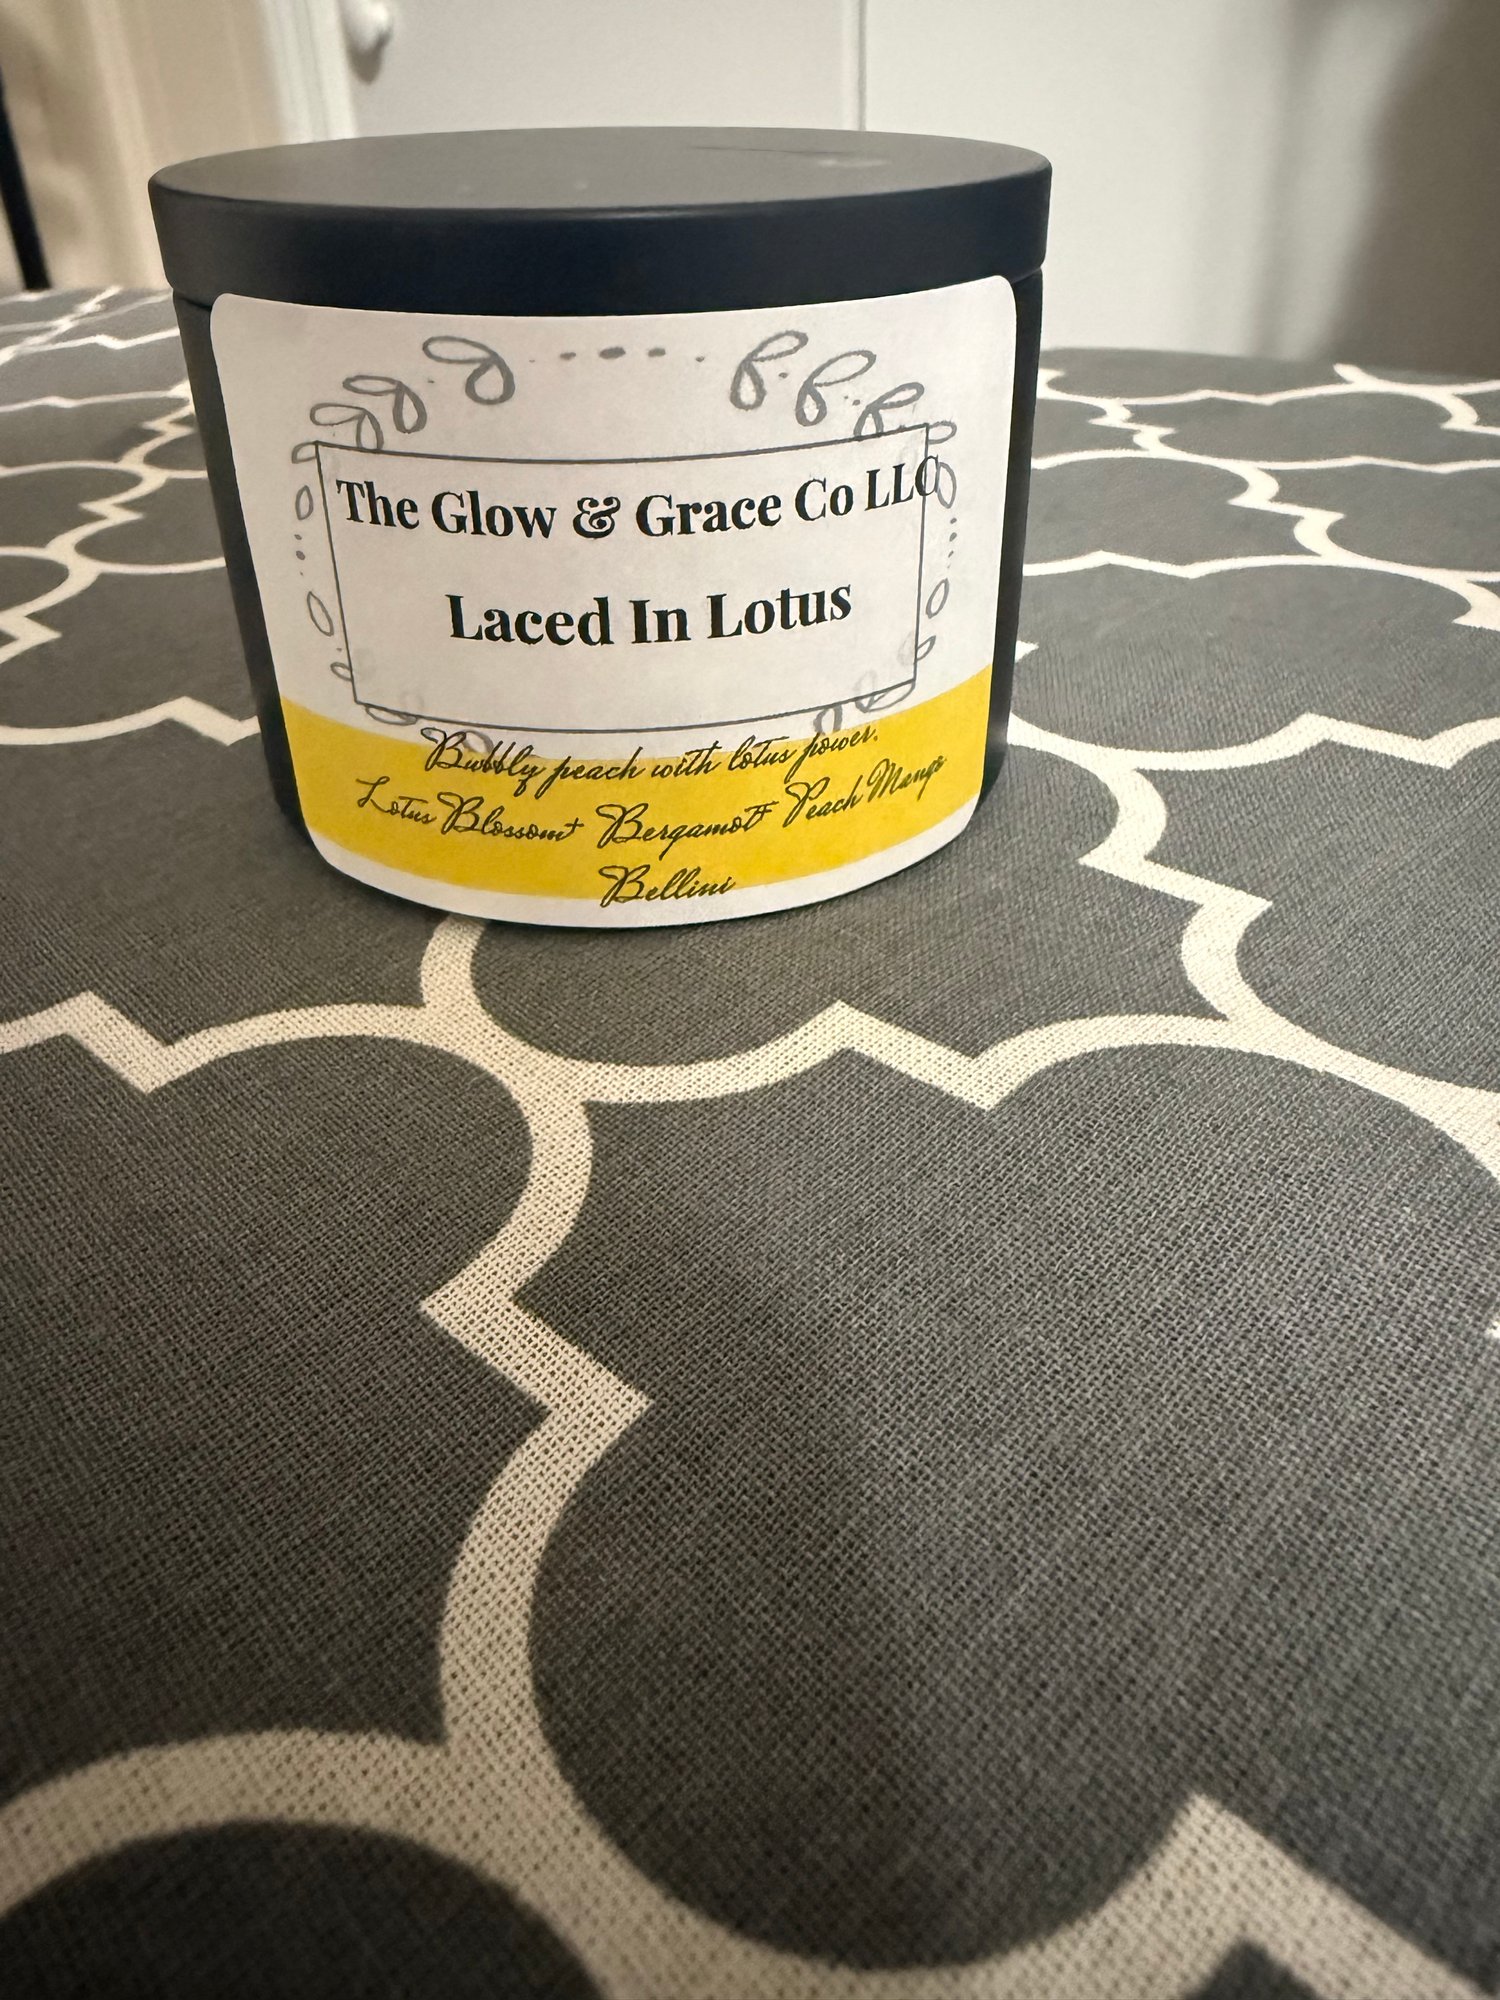 The Glow & Grace Co LLC
Laced In Lotus
Bubbly peach with lotus power.
Lotus Blossom+ Bergamot+ Peach Mango
Bellini